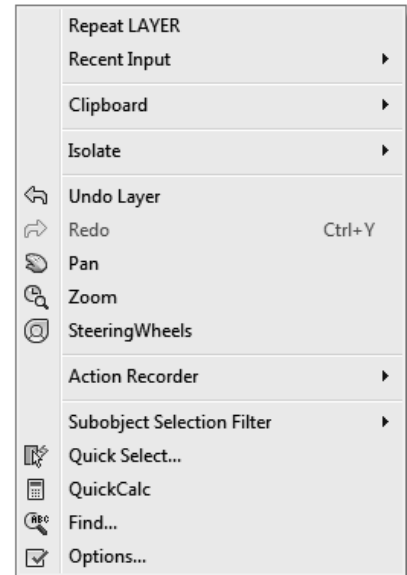 Repeat LAYER
Recent Input
Clipboard
Isolate
Undo Layer
Redo Ctrl+Y
Pan
Zoom
SteeringWheels
Action Recorder
Subobject Selection Filter
Quick Select...
QuickCalc
ABC Find...
Options...